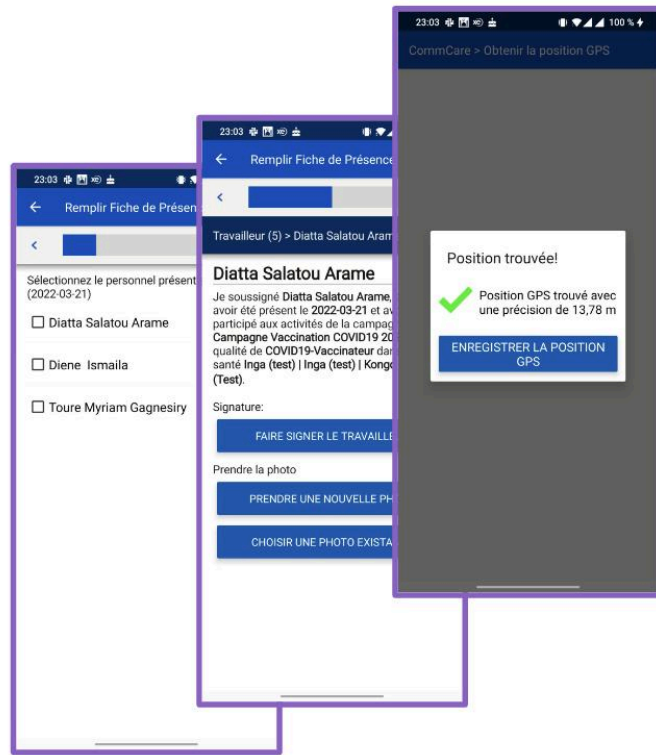 23:03
Remplir Fiche de Présen
Sélectionnez le personnel présent
(2022-03-21)
Diatta Salatou Arame
Diene Ismaila
Toure Myriam Gagnesiry
23:03
Remplir Fiche de Présence
Travailleur (5) > Diatta Salatou Aram
Diatta Salatou Arame
Je soussigné Diatta Salatou Arame,
avoir été présent le 2022-03-21 et av
participé aux activités de la campag
Campagne Vaccination COVID19 20
qualité de COVID19-Vaccinateur dan
santé Inga (test) | Inga (test) | Kongo
(Test).
Signature:
FAIRE SIGNER LE TRAVAILLE
Prendre la photo
PRENDRE UNE NOUVELLE PH
CHOISIR UNE PHOTO EXISTA
23:03 100 %
CommCare > Obtenir la position GPS
Position trouvée!
Position GPS trouvé avec
une précision de 13,78 m
ENREGISTRER LA POSITION
GPS